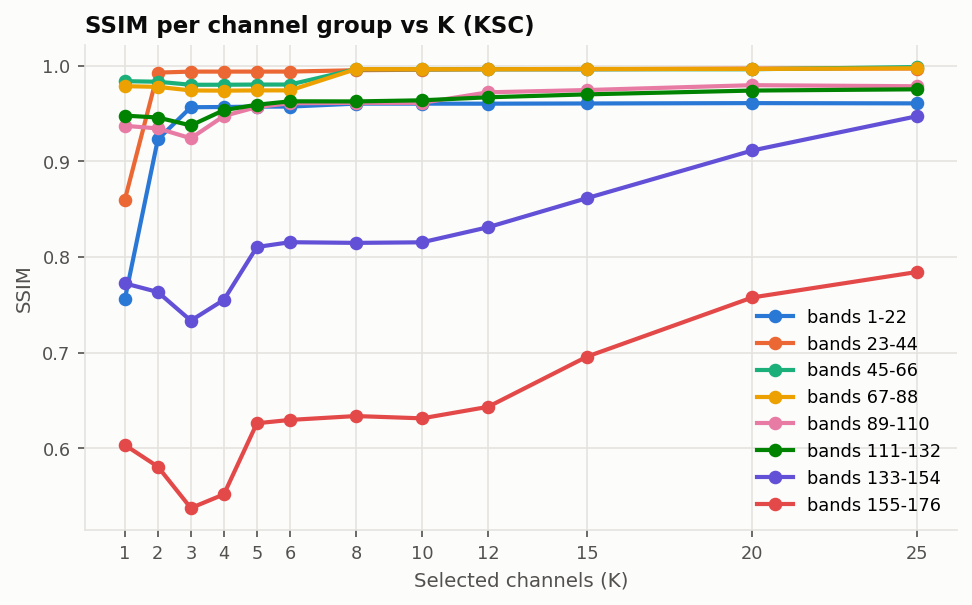 SSIM per channel group vs K (KSC)
1.0
0.9
0.8
0.7
0.6
SSIM
bands 1-22
bands 23-44
bands 45-66
bands 67-88
bands 89-110
bands 111-132
bands 133-154
bands 155-176
1 2 3 4 5 6 8 10 12 15 20 25
Selected channels (K)